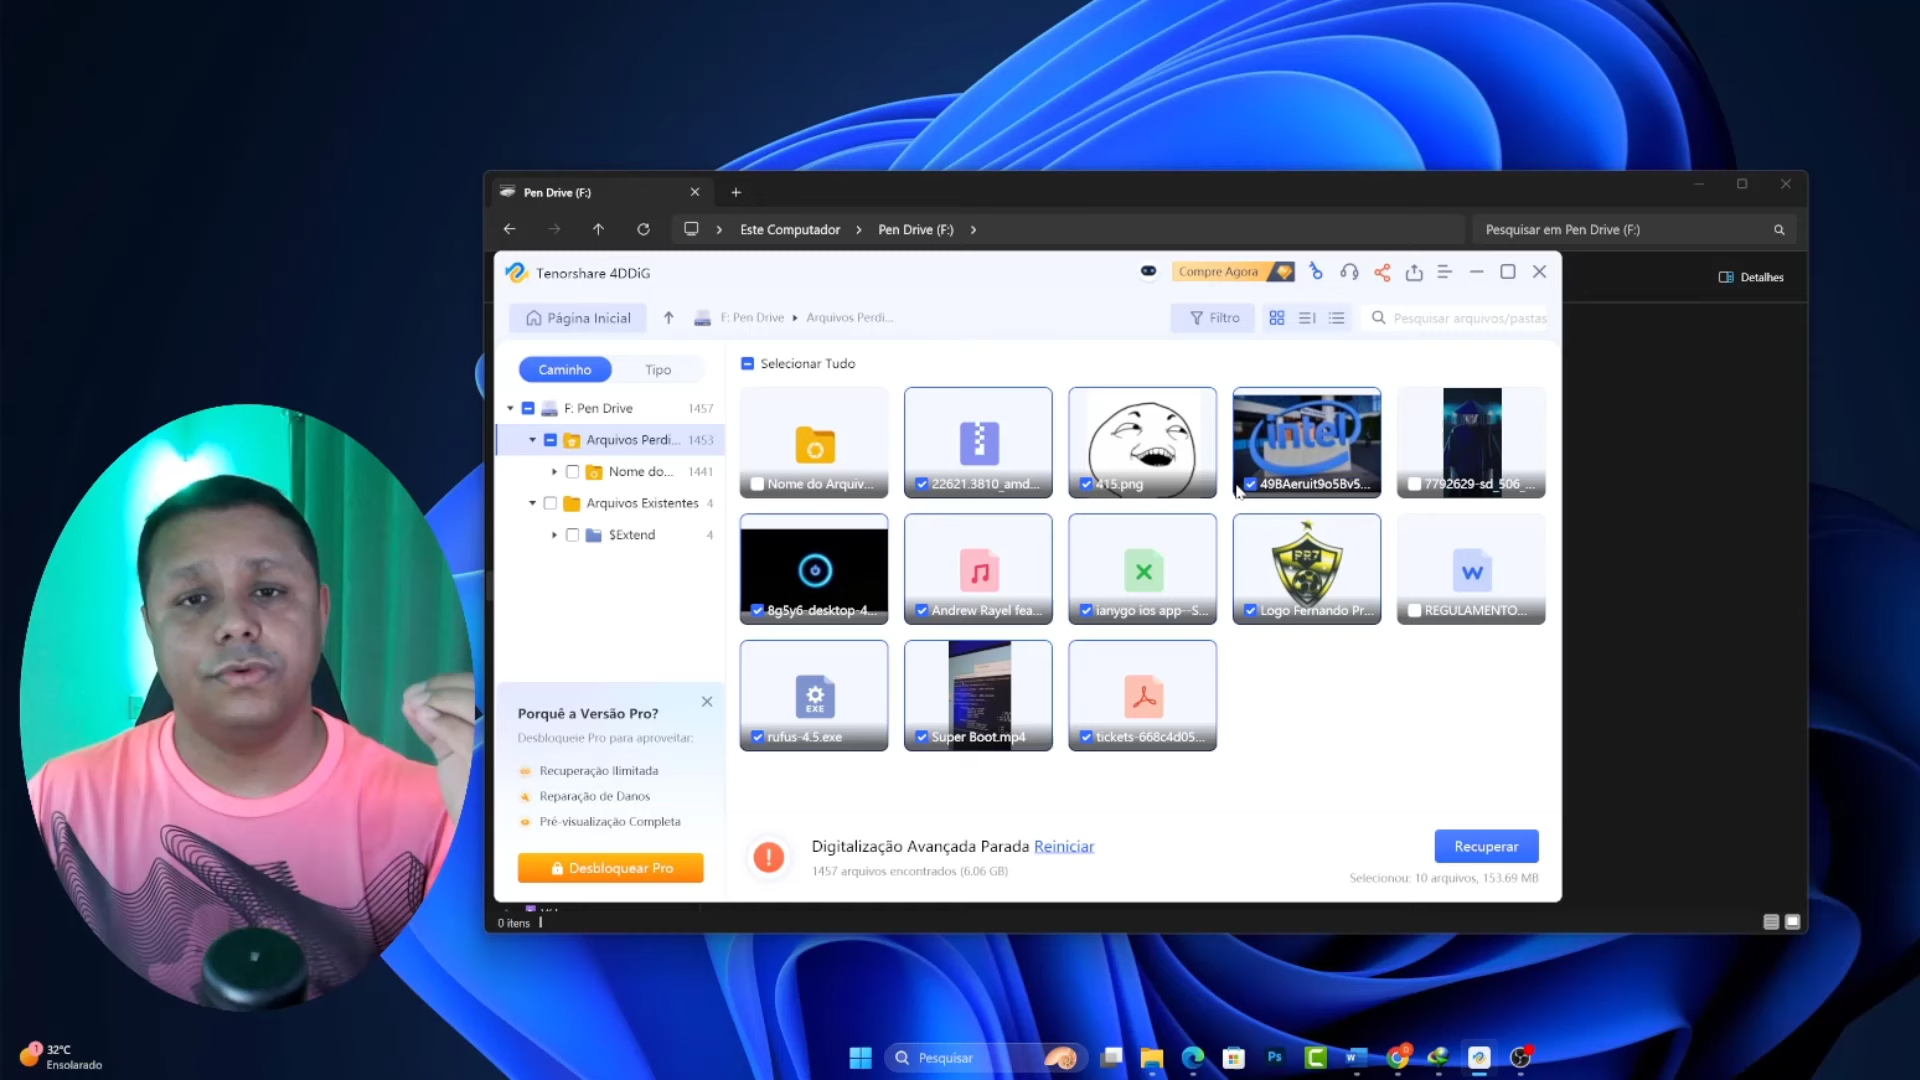 Pen Drive (F:)
Este Computador
Pen Drive (F:)
Pesquisar em Pen Drive (F:)
Tenorshare 4DDiG
Compre Agora
Detalhes
Página Inicial
F: Pen Drive
Arquivos Perdi...
Filtro
Pesquisar arquivos/pastas
Caminho
Tipo
Selecionar Tudo
F: Pen Drive 1457
Arquivos Perdi... 1453
Nome do... 1441
Arquivos Existentes 4
$Extend 4
Nome do Arquiv...
22621.3810_amd...
415.png
intel
49BAeruit9o5Bv5...
7792629-sd_506_...
8g5y6-desktop-4...
Andrew Rayel fea...
ianygo ios app--S...
Logo Fernando Pr...
REGULAMENTO...
EXE
rufus-4.5.exe
Super Boot.mp4
tickets-668c4d05...
Porquê a Versão Pro?
Desbloqueie Pro para aproveitar:
Recuperação Ilimitada
Reparação de Danos
Pré-visualização Completa
Desbloquear Pro
Digitalização Avançada Parada Reiniciar
1457 arquivos encontrados (6.06 GB)
Recuperar
Selecionou: 10 arquivos, 153.69 MB
0 itens
1
32°C
Ensolarado
Pesquisar
Ps